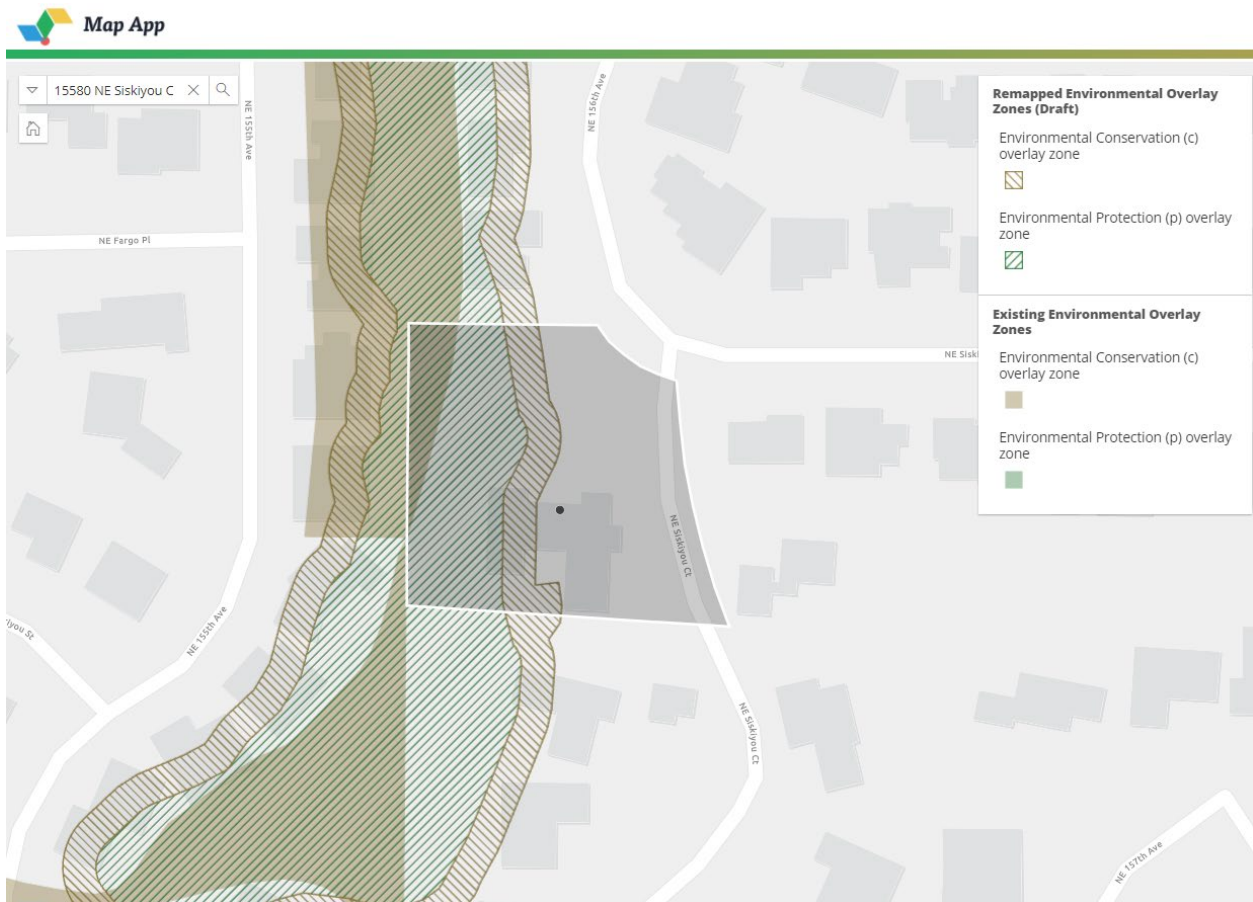 Map App
15580 NE Siskiyou C
NE 155th Ave
NE 156th Ave
NE Fargo Pl
NE Siski
NE Siskiyou Ct
NE 155th Ave
iyou St
NE Siskiyou Ct
NE 157th Ave
Remapped Environmental Overlay
Zones (Draft)
Environmental Conservation (c)
overlay zone
Environmental Protection (p) overlay
zone
Existing Environmental Overlay
Zones
Environmental Conservation (c)
overlay zone
Environmental Protection (p) overlay
zone